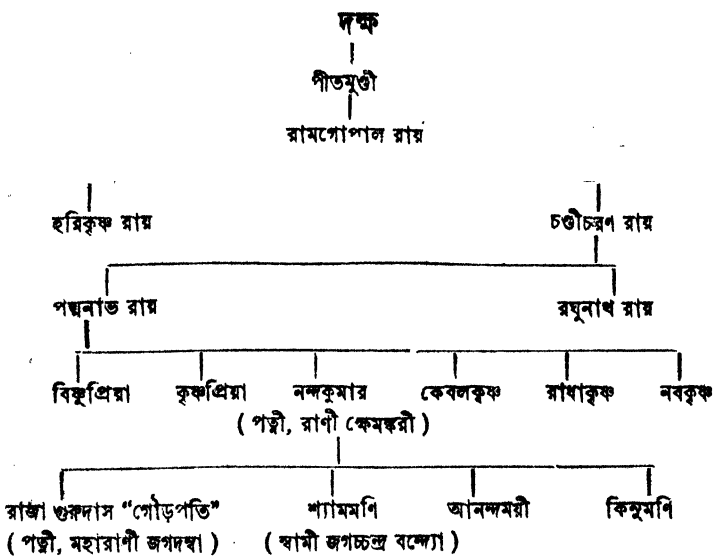 দক্ষ
পীতমুণ্ডী
রামগোপাল রায়
হরিকৃষ্ণ রায় চণ্ডীচরণ রায়
পদ্মনাভ রায় রঘুনাথ রায়
বিষ্ণুপ্রিয়া কৃষ্ণপ্রিয়া নন্দকুমার কেবলকৃষ্ণ রাধাকৃষ্ণ নবকৃষ্ণ
( পত্নী, রাণী ক্ষেমঙ্করী )
রাজা গুরুদাস “গৌড়পতি” শ্যামমণি আনন্দময়ী কিনুমণি
( পত্নী, মহারাণী জগদম্বা ) ( স্বামী জগচ্চন্দ্র বন্দ্যো )